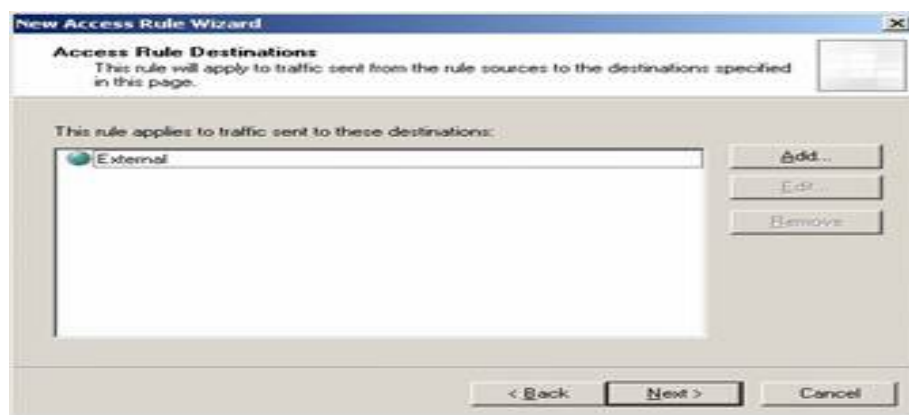 New Access Rule Wizard
Access Rule Destinations
This rule will apply to traffic sent from the rule sources to the destinations specified
in this page.
This rule applies to traffic sent to these destinations:
External
Add...
Edit...
Remove
< Back
Next >
Cancel